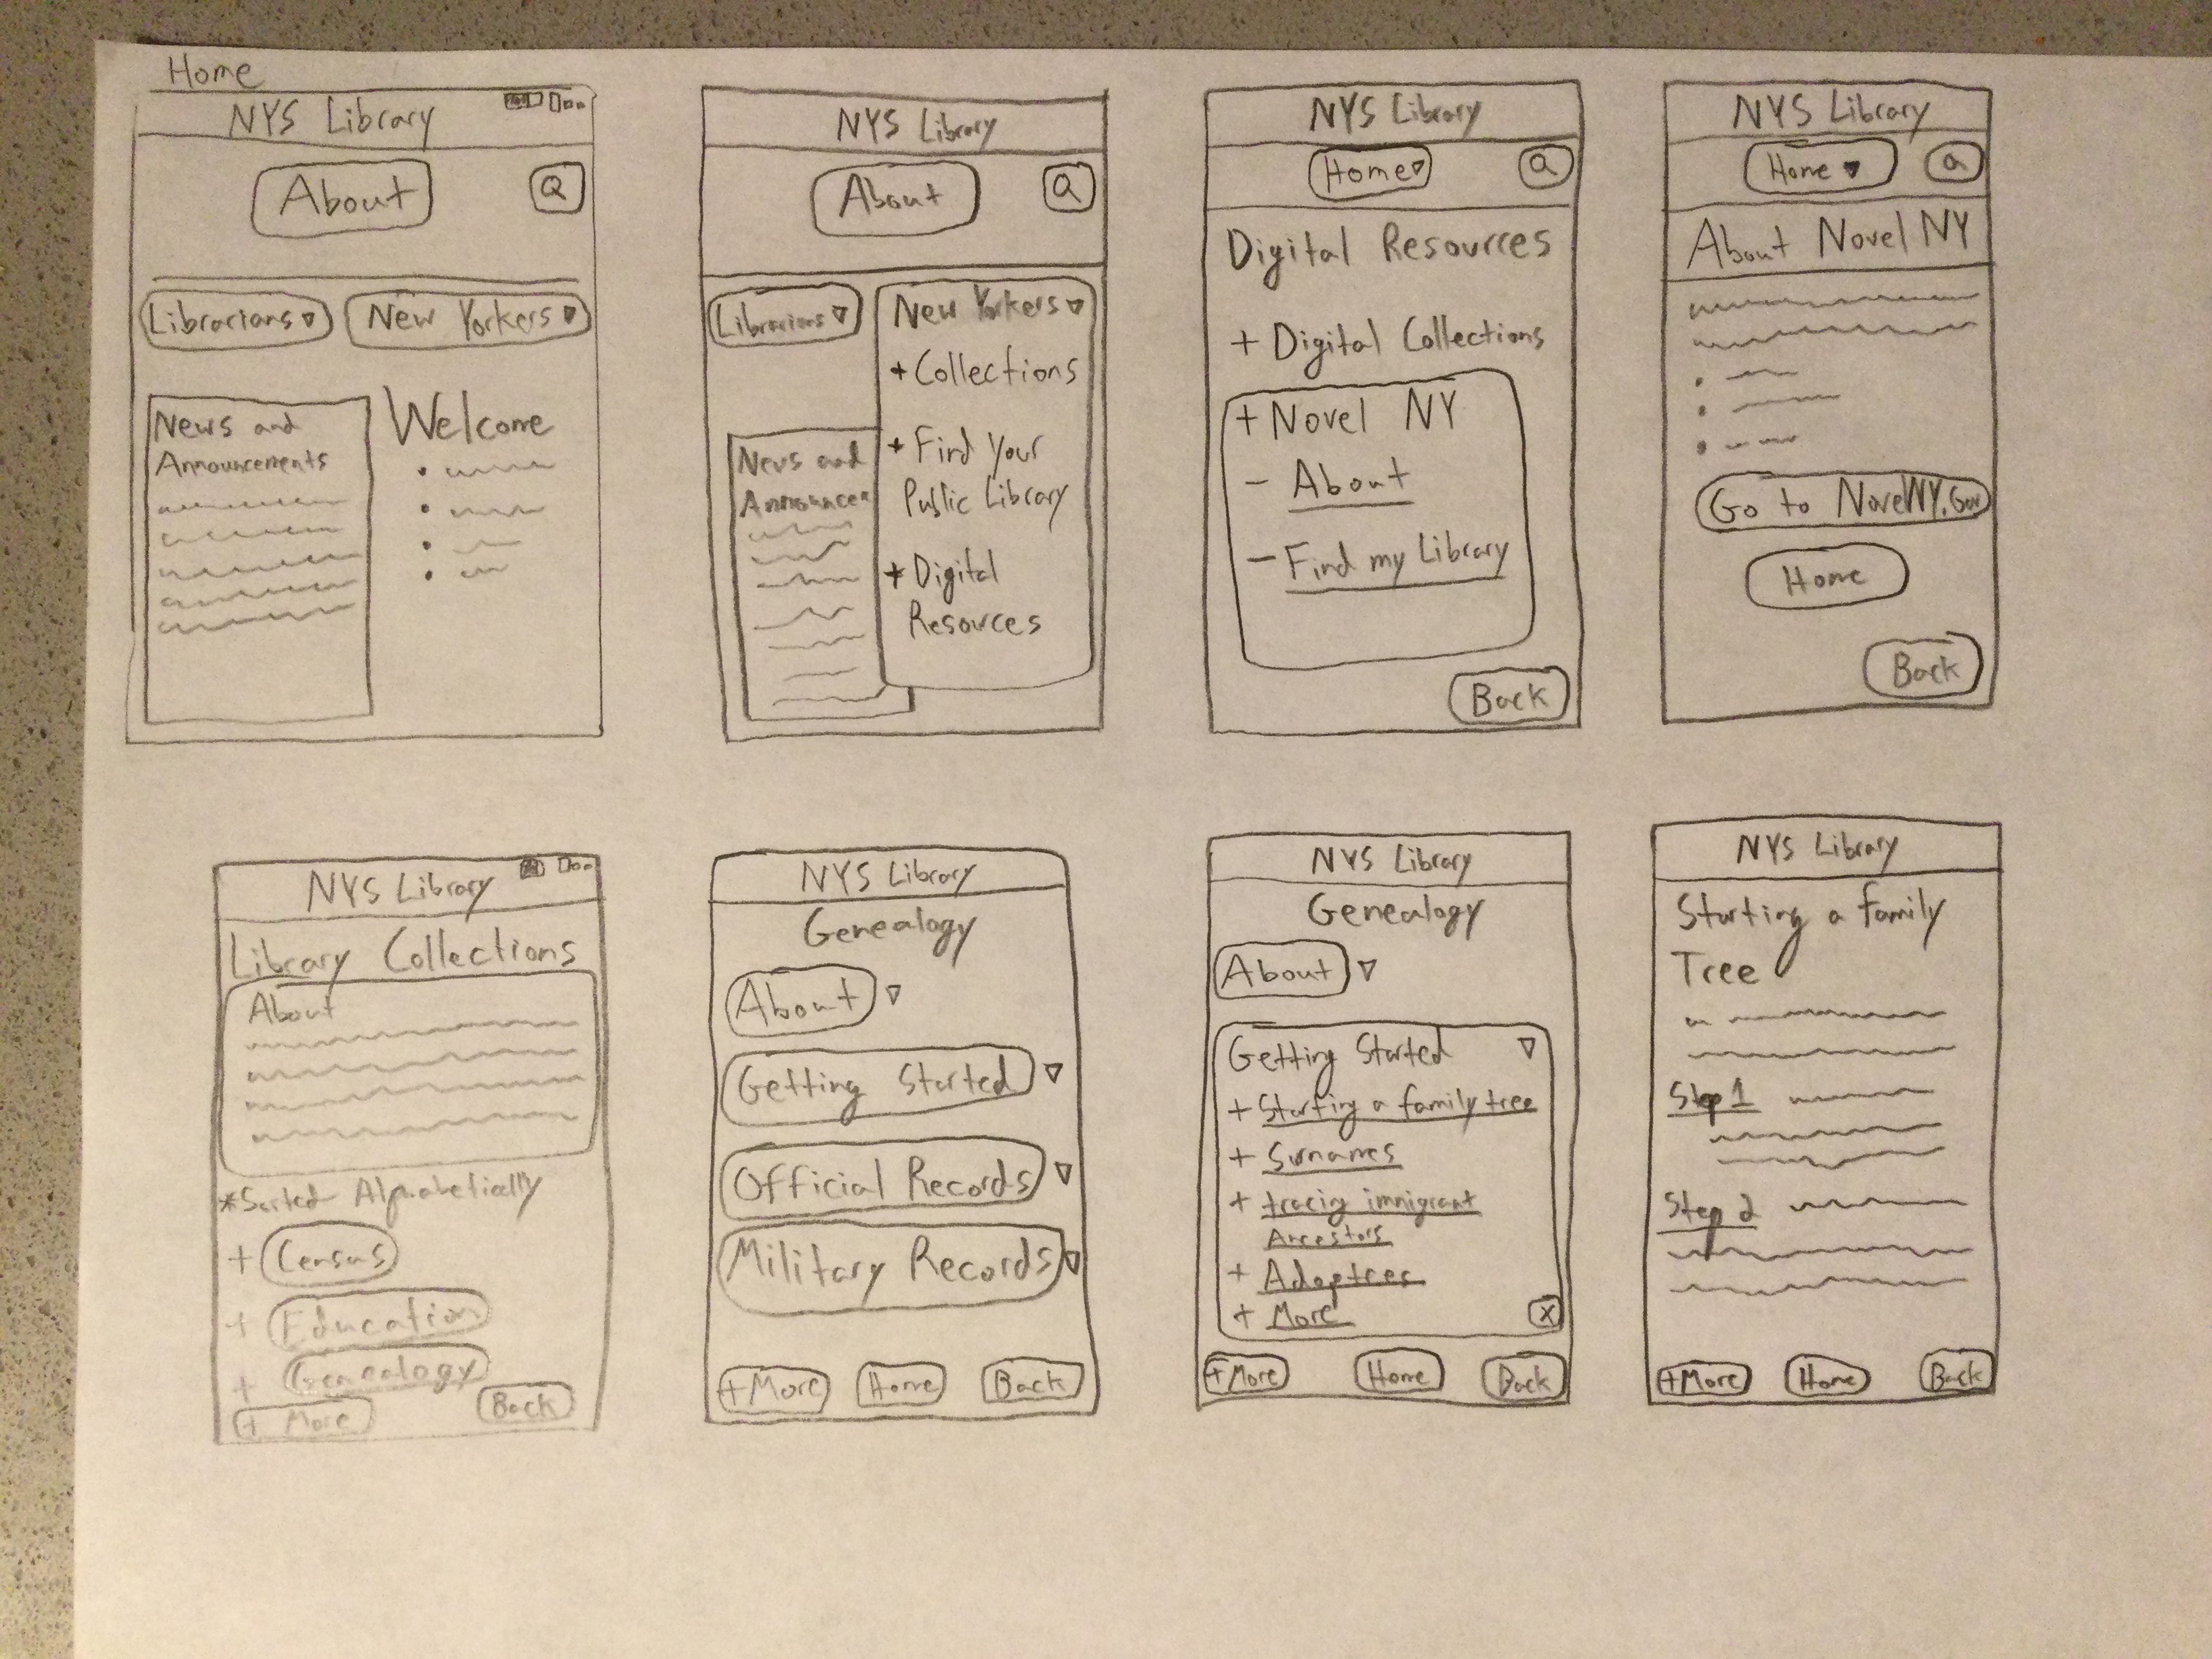 Home
NYS Library
About
Q
Librarians
New Yorkers
News and
Announcements
Welcome
NYS Library
About
Q
Librarians
New Yorkers
+ Collections
+ Find Your
Public Library
* Digital
Resources
News and
Announcem
NYS Library
Home
Q
Digital Resources
+ Digital Collections
+ Novel NY
- About
- Find my Library
Back
NYS Library
Home
Q
About Novel NY
Go to NovelNY.Gov
Home
Back
NYS Library
Library Collections
About
*Sorted Alphabetically
+ Census
+ Education
+ Genealogy
+ More
Back
NYS Library
Genealogy
About
Getting Started
Official Records
Military Records
+More
Home
Back
NYS Library
Genealogy
About
Getting Started
+ Starting a family tree
+ Surnames
+ tracing immigrant
Ancestors
+ Adoptees
+ More
X
+More
Home
Back
NYS Library
Starting a family
Tree
Step 1
Step 2
+More
Home
Back